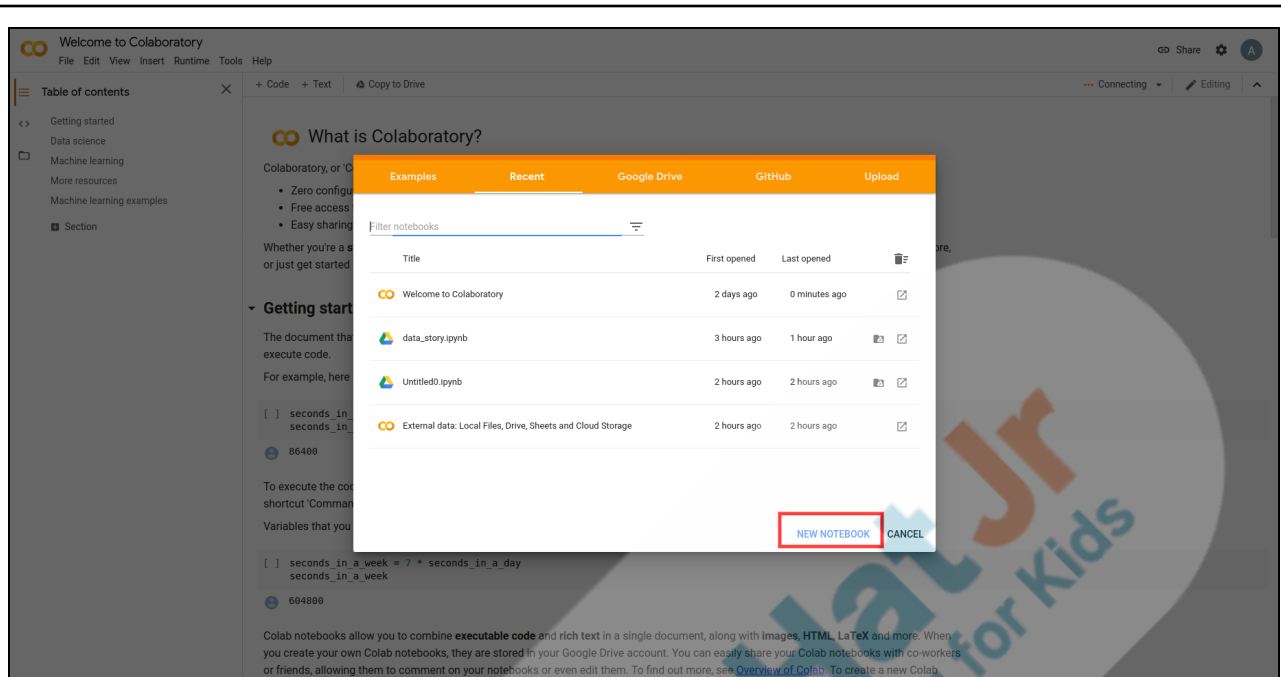 Welcome to Colaboratory
File Edit View Insert Runtime Tools Help
Share
A
Table of contents
+ Code + Text Copy to Drive
Connecting
Editing
Getting started
Data science
Machine learning
More resources
Machine learning examples
Section
What is Colaboratory?
Colaboratory, or 'C
Zero configu
Free access
Easy sharing
Whether you're a s
re,
or just get started
Examples Recent Google Drive GitHub Upload
Filter notebooks
Title First opened Last opened
Welcome to Colaboratory 2 days ago 0 minutes ago
data_story.ipynb 3 hours ago 1 hour ago
Untitled0.ipynb 2 hours ago 2 hours ago
External data: Local Files, Drive, Sheets and Cloud Storage 2 hours ago 2 hours ago
NEW NOTEBOOK CANCEL
Getting start
The document tha
execute code.
For example, here
[ ] seconds_in_
seconds_in_
86400
To execute the cod
shortcut 'Comman
Variables that you
[ ] seconds_in_a_week = 7 * seconds_in_a_day
seconds_in_a_week
604800
Colab notebooks allow you to combine executable code and rich text in a single document, along with images, HTML, LaTeX and more. When
you create your own Colab notebooks, they are stored in your Google Drive account. You can easily share your Colab notebooks with co-workers
or friends, allowing them to comment on your notebooks or even edit them. To find out more, see Overview of Colab. To create a new Colab
Hat Jr
for Kids